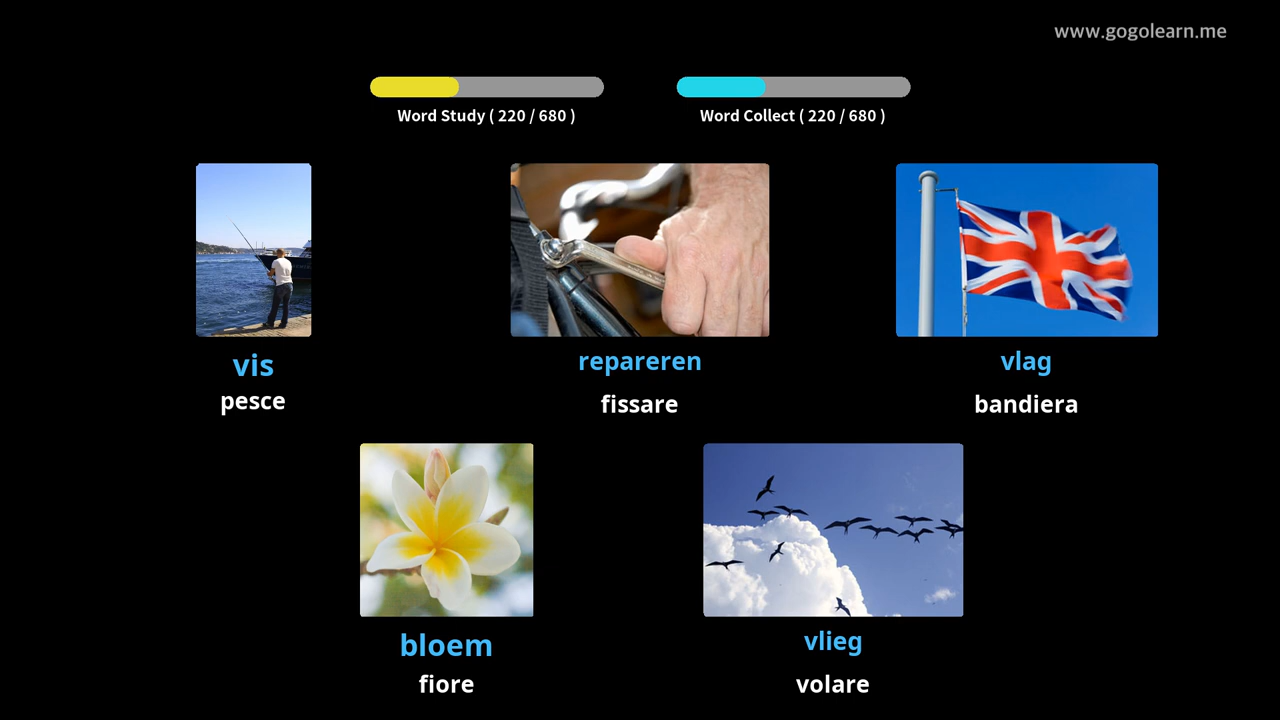 www.gogolearn.me
Word Study ( 220 / 680 )
Word Collect ( 220 / 680 )
vis
pesce
repareren
fissare
vlag
bandiera
bloem
fiore
vlieg
volare